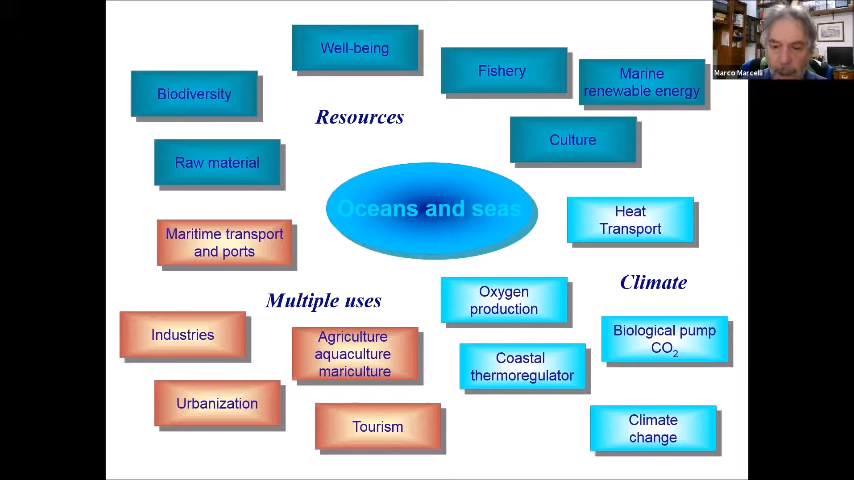 Well-being
Fishery
Marine
renewable energy
Marco Marcelli
Biodiversity
Resources
Culture
Raw material
Oceans and seas
Heat
Transport
Maritime transport
and ports
Climate
Multiple uses
Oxygen
production
Industries
Agriculture
aquaculture
mariculture
Biological pump
CO₂
Coastal
thermoregulator
Urbanization
Tourism
Climate
change